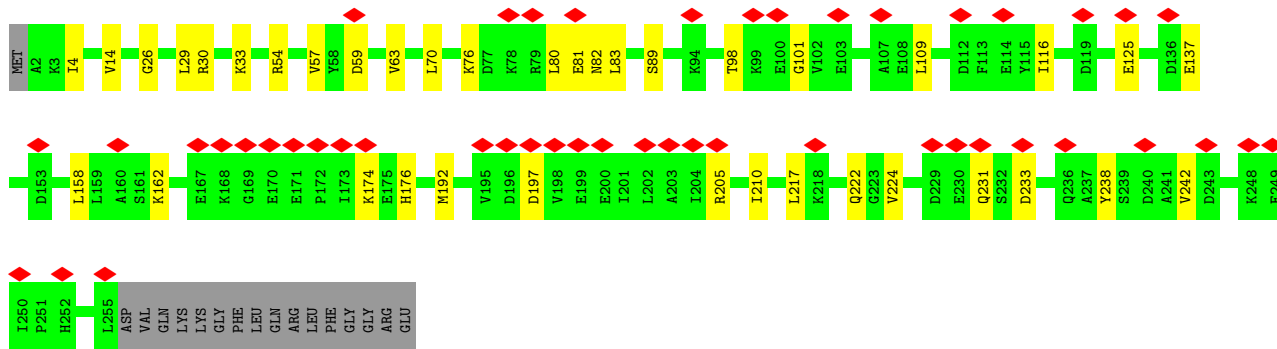 MET A2 K3 I4 V14 G26 L29 R30 K33 R54 V57 Y58 D59 V63 L70 K76 D77 K78 R79 L80 E81 N82 L83 S89 K94 T98 K99 E100 G101 V102 E103 A107 E108 L109 D112 F113 E114 Y115 I116 D119 E125 D136 E137
D153 L158 L159 A160 S161 K162 E167 K168 G169 E170 E171 P172 I173 K174 E175 H176 M192 V195 D196 D197 V198 E199 E200 I201 L202 A203 I204 R205 I210 L217 K218 Q222 G223 V224 D229 E230 Q231 S232 D233 Q236 A237 Y238 S239 D240 A241 V242 D243 K248 E249
I250 P251 H252 L255 ASP VAL GLN LYS LYS GLY PHE LEU GLN ARG LEU PHE GLY GLY ARG GLU